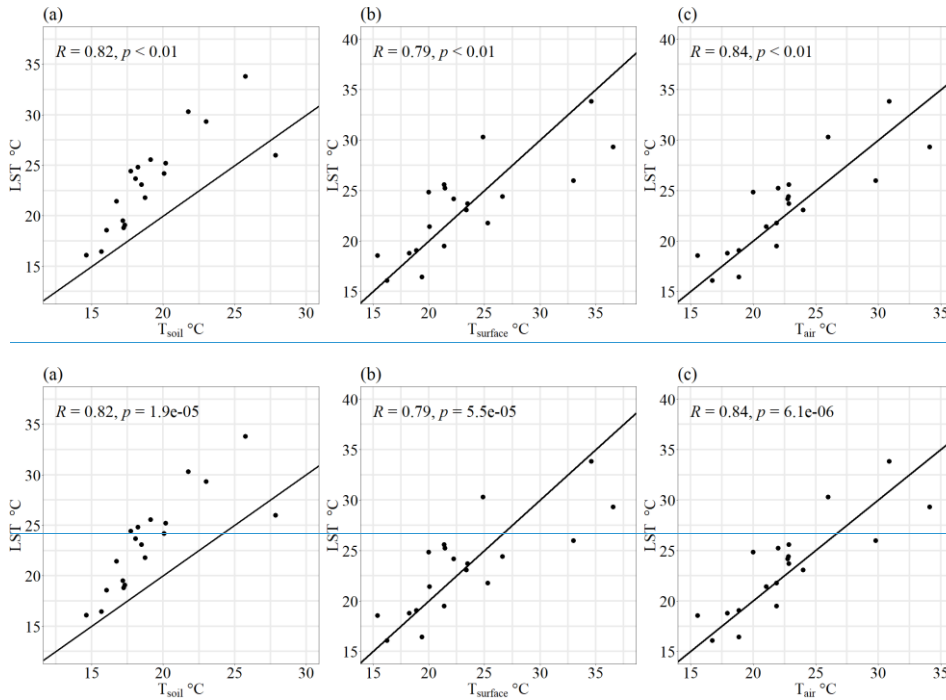 (a) (b) (c)
R = 0.82, p < 0.01 R = 0.79, p < 0.01 R = 0.84, p < 0.01
LST °C LST °C LST °C
35 30 25 20 15
40 35 30 25 20 15
40 35 30 25 20 15
15 20 25 30 15 20 25 30 35 15 20 25 30 35
Tsoil °C Tsurface °C Tair °C
(a) (b) (c)
R = 0.82, p = 1.9e-05 R = 0.79, p = 5.5e-05 R = 0.84, p = 6.1e-06
LST °C LST °C LST °C
35 30 25 20 15
40 35 30 25 20 15
40 35 30 25 20 15
15 20 25 30 15 20 25 30 35 15 20 25 30 35
Tsoil °C Tsurface °C Tair °C